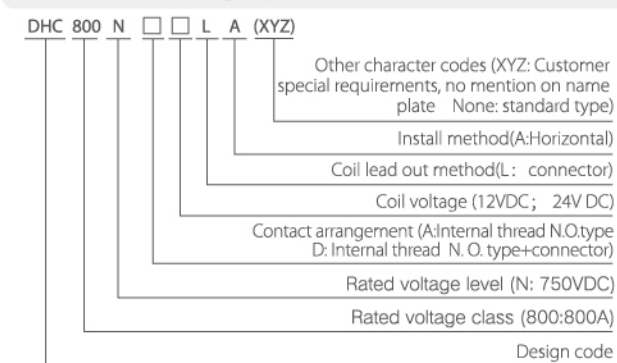 DHC 800 N □ □ L A (XYZ)
Other character codes (XYZ: Customer
special requirements, no mention on name
plate None: standard type)
Install method(A:Horizontal)
Coil lead out method(L: connector)
Coil voltage (12VDC; 24V DC)
Contact arrangement (A:Internal thread N.O.type
D: Internal thread N. O. type+connector)
Rated voltage level (N: 750VDC)
Rated voltage class (800:800A)
Design code